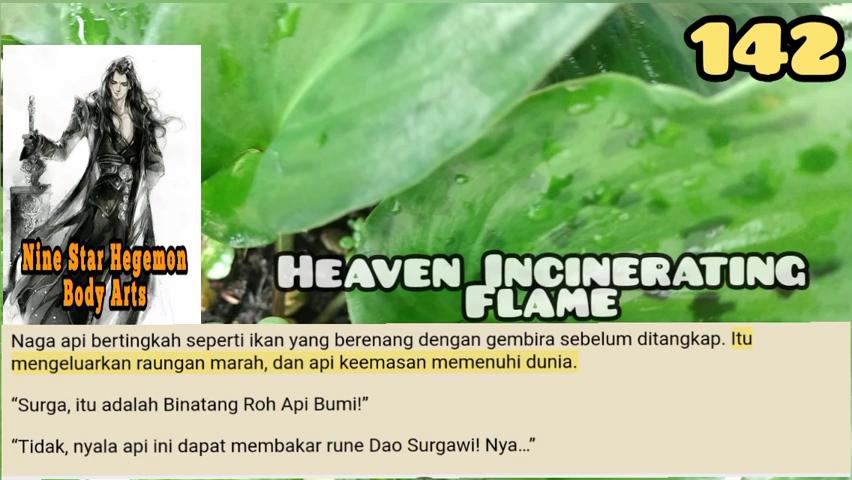 142
Nine Star Hegemon
Body Arts
Heaven Incinerating
Flame
Naga api bertingkah seperti ikan yang berenang dengan gembira sebelum ditangkap. Itu
mengeluarkan raungan marah, dan api keemasan memenuhi dunia.
“Surga, itu adalah Binatang Roh Api Bumi!”
“Tidak, nyala api ini dapat membakar rune Dao Surgawi! Nya…”